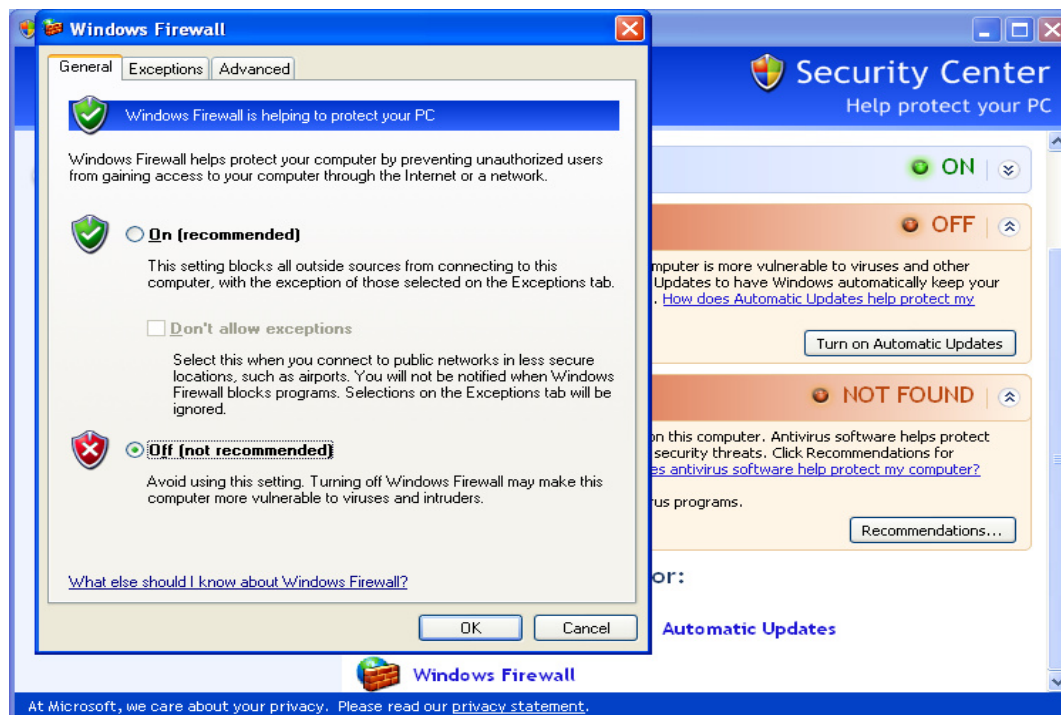 Windows Firewall
General
Exceptions
Advanced
Windows Firewall is helping to protect your PC
Windows Firewall helps protect your computer by preventing unauthorized users
from gaining access to your computer through the Internet or a network.
On (recommended)
This setting blocks all outside sources from connecting to this
computer, with the exception of those selected on the Exceptions tab.
Don't allow exceptions
Select this when you connect to public networks in less secure
locations, such as airports. You will not be notified when Windows
Firewall blocks programs. Selections on the Exceptions tab will be
ignored.
Off (not recommended)
Avoid using this setting. Turning off Windows Firewall may make this
computer more vulnerable to viruses and intruders.
What else should I know about Windows Firewall?
OK
Cancel
Security Center
Help protect your PC
ON
OFF
computer is more vulnerable to viruses and other
Updates to have Windows automatically keep your
. How does Automatic Updates help protect my
Turn on Automatic Updates
NOT FOUND
on this computer. Antivirus software helps protect
security threats. Click Recommendations for
antivirus software help protect my computer?
programs.
Recommendations...
or:
Automatic Updates
Windows Firewall
At Microsoft, we care about your privacy. Please read our privacy statement.